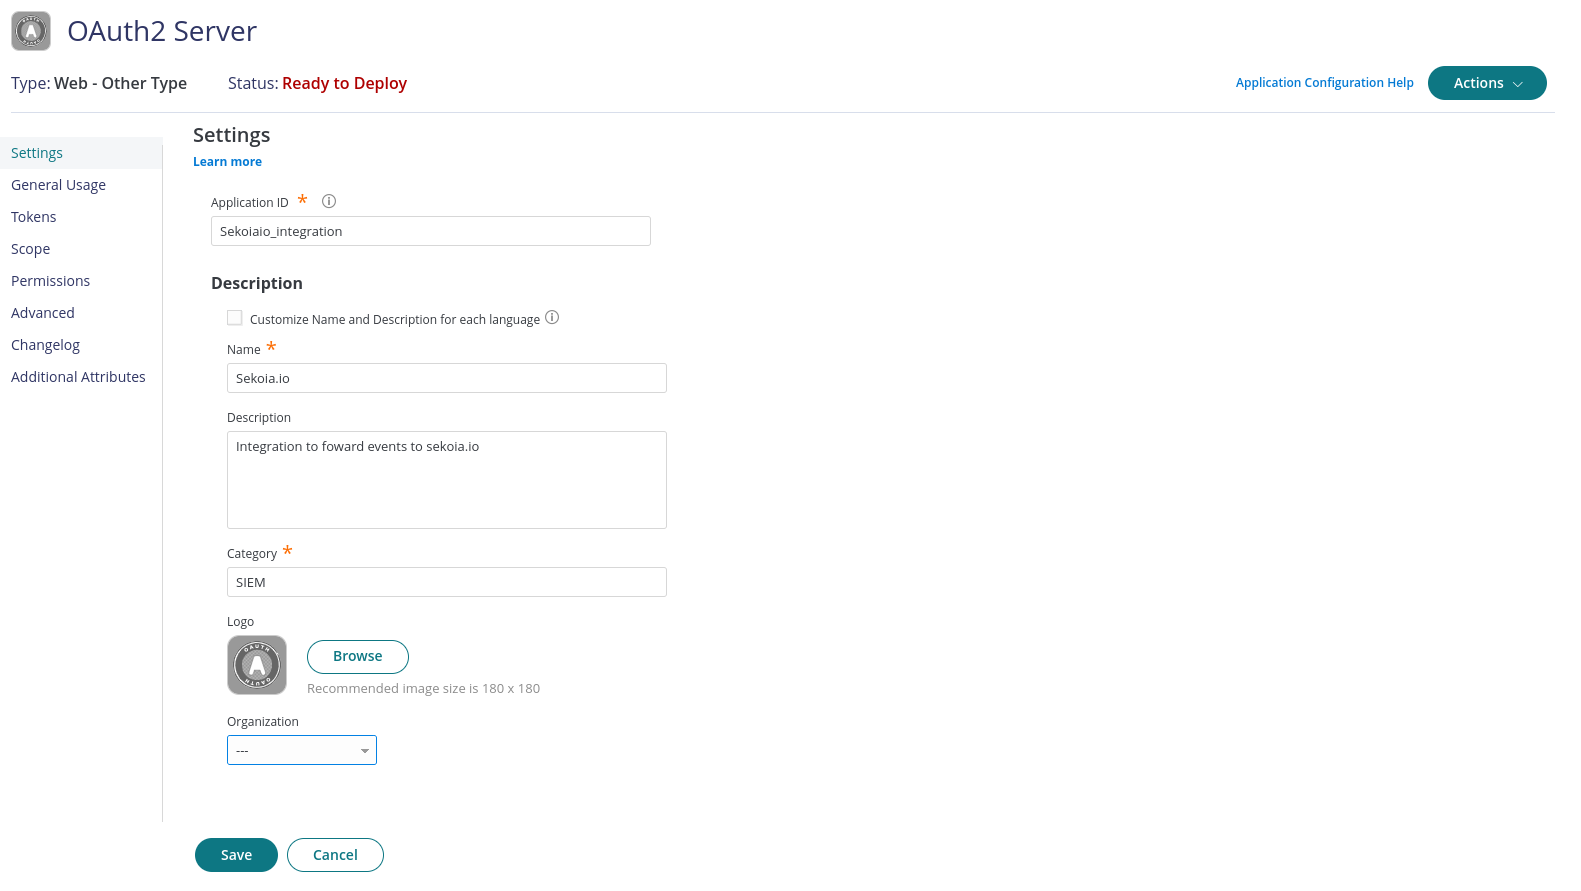 OAuth2 Server
Type: Web - Other Type Status: Ready to Deploy Application Configuration Help Actions
Settings
General Usage
Tokens
Scope
Permissions
Advanced
Changelog
Additional Attributes
Settings
Learn more
Application ID *
Sekoiaio_integration
Description
Customize Name and Description for each language
Name *
Sekoia.io
Description
Integration to foward events to sekoia.io
Category *
SIEM
Logo
OAUTH
A
OAUTH
Browse
Recommended image size is 180 x 180
Organization
---
Save Cancel